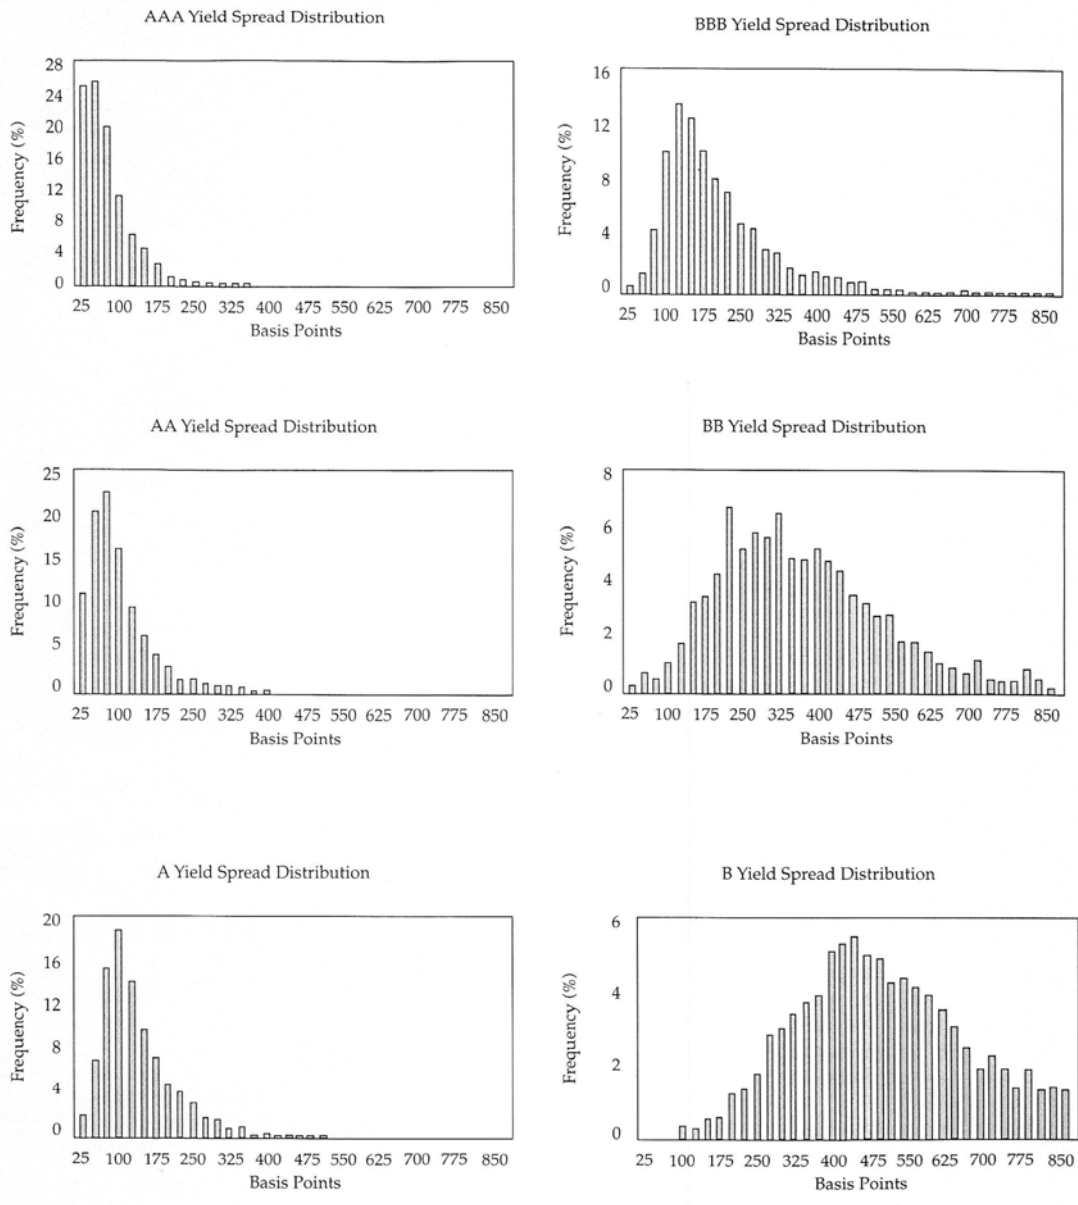 AAA Yield Spread Distribution
Frequency (%)
28
24
20
16
12
8
4
0
25 100 175 250 325 400 475 550 625 700 775 850
Basis Points
BBB Yield Spread Distribution
Frequency (%)
16
12
8
4
0
25 100 175 250 325 400 475 550 625 700 775 850
Basis Points
AA Yield Spread Distribution
Frequency (%)
25
20
15
10
5
0
25 100 175 250 325 400 475 550 625 700 775 850
Basis Points
BB Yield Spread Distribution
Frequency (%)
8
6
4
2
0
25 100 175 250 325 400 475 550 625 700 775 850
Basis Points
A Yield Spread Distribution
Frequency (%)
20
16
12
8
4
0
25 100 175 250 325 400 475 550 625 700 775 850
Basis Points
B Yield Spread Distribution
Frequency (%)
6
4
2
0
25 100 175 250 325 400 475 550 625 700 775 850
Basis Points